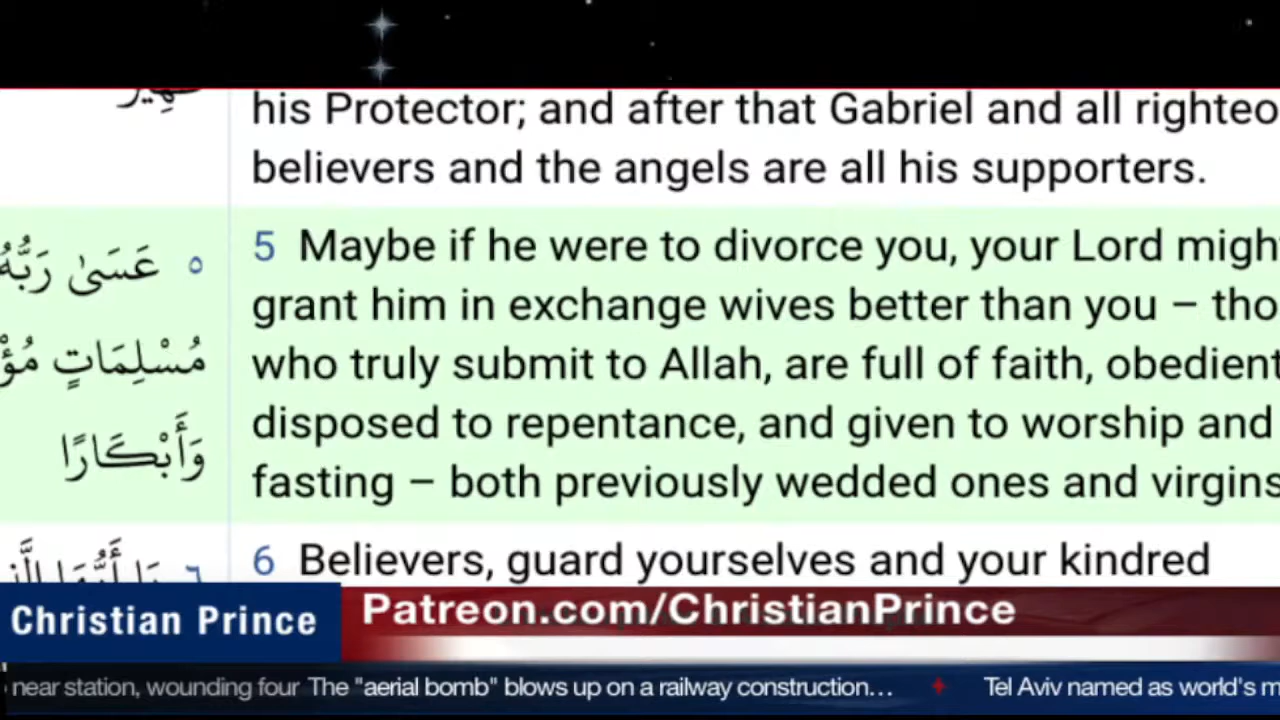 his Protector; and after that Gabriel and all righteo
believers and the angels are all his supporters.
٥ عَسَىٰ رَبُّهُ
5 Maybe if he were to divorce you, your Lord migh
grant him in exchange wives better than you – tho
مُسْلِمَاتٍ مُؤْ
who truly submit to Allah, are full of faith, obedient
disposed to repentance, and given to worship and
وَأَبْكَارًا
fasting – both previously wedded ones and virgins
6 Believers, guard yourselves and your kindred
Christian Prince
Patreon.com/ChristianPrince
near station, wounding four The "aerial bomb" blows up on a railway construction... Tel Aviv named as world's m